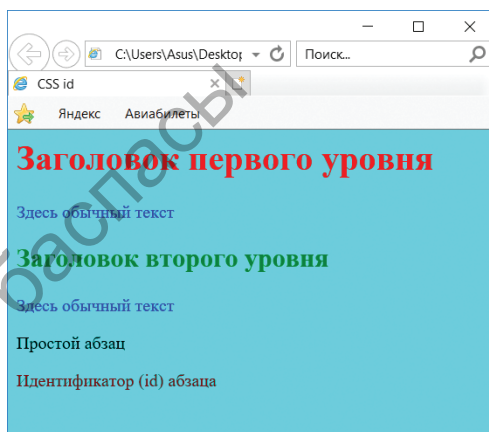 C:\Users\Asus\Desktop
Поиск...
CSS id
Яндекс Авиабилеты
Заголовок первого уровня
Здесь обычный текст
Заголовок второго уровня
Здесь обычный текст
Простой абзац
Идентификатор (id) абзаца
баспасы